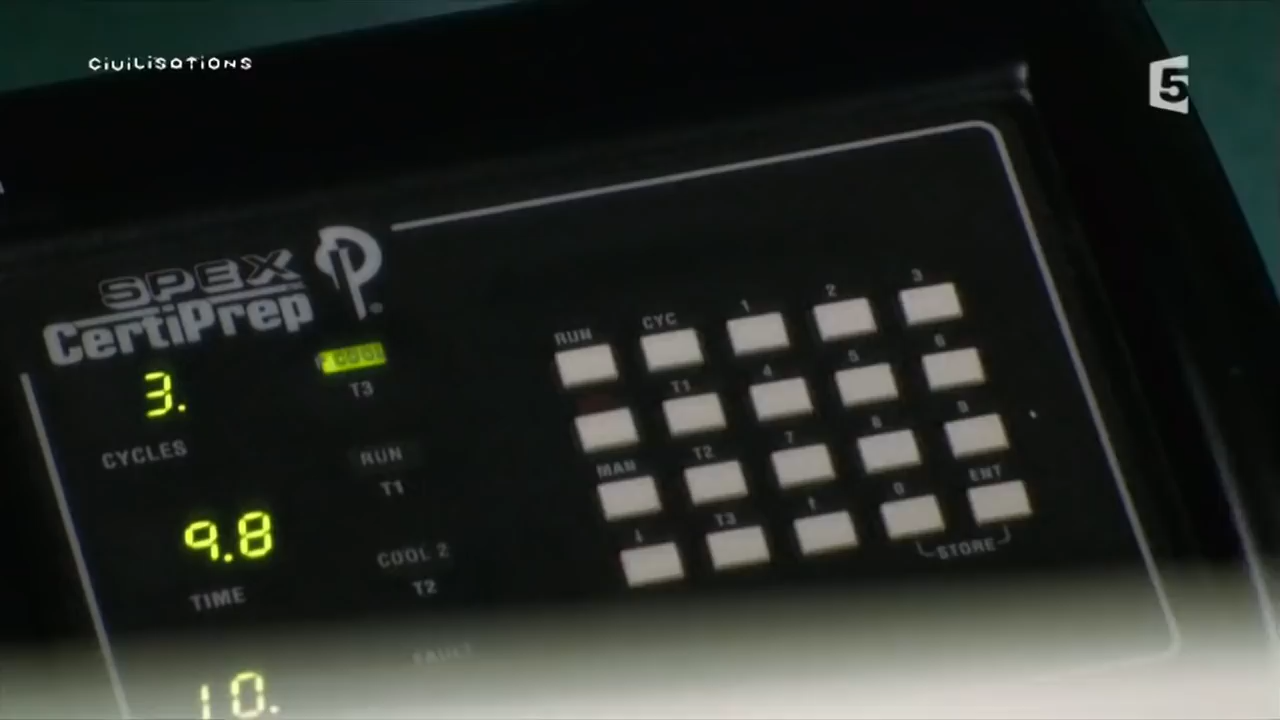 CiviLiSATiONS
5
SPEX
CertiPrep
P®
3.
CYCLES
9.8
TIME
10.
COOL
T3
RUN
T1
COOL 2
T2
FAULT
RUN CYC 1 2 3
T1 4 5 6
MAN T2 7 8 9
↓ T3 ↑ 0 ENT
STORE